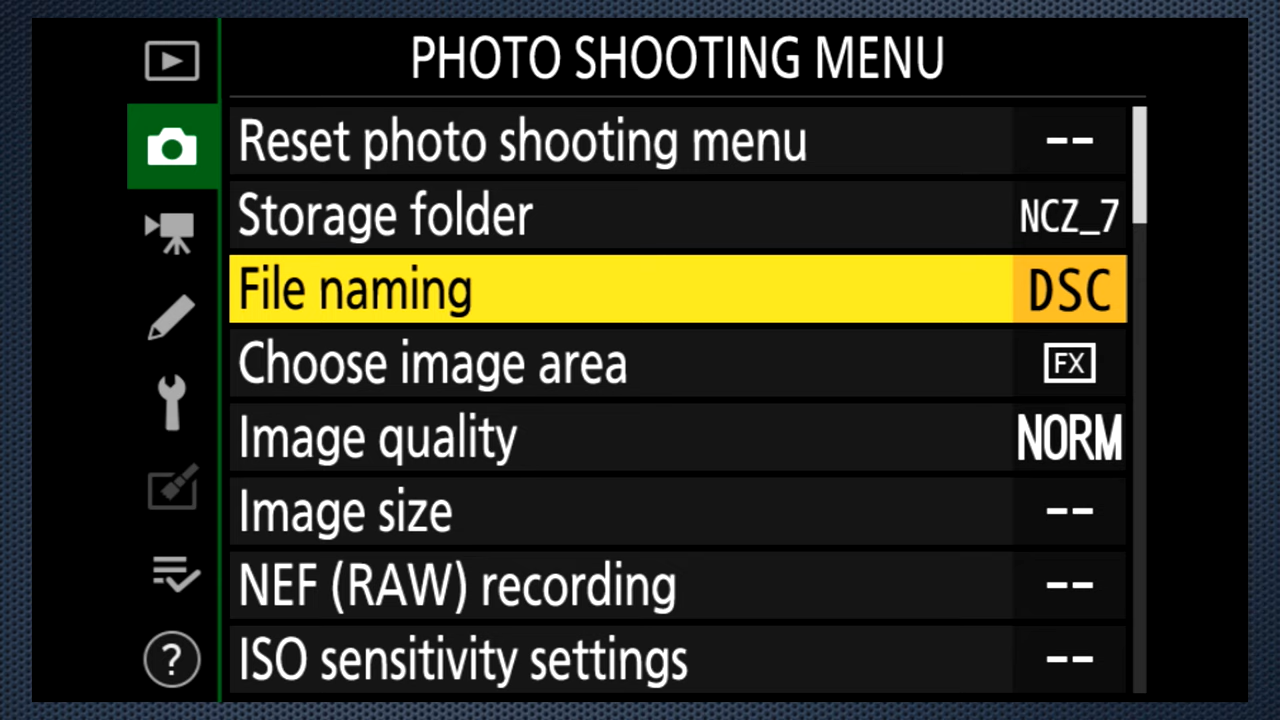 PHOTO SHOOTING MENU
Reset photo shooting menu --
Storage folder NCZ_7
File naming DSC
Choose image area FX
Image quality NORM
Image size --
NEF (RAW) recording --
ISO sensitivity settings --
?